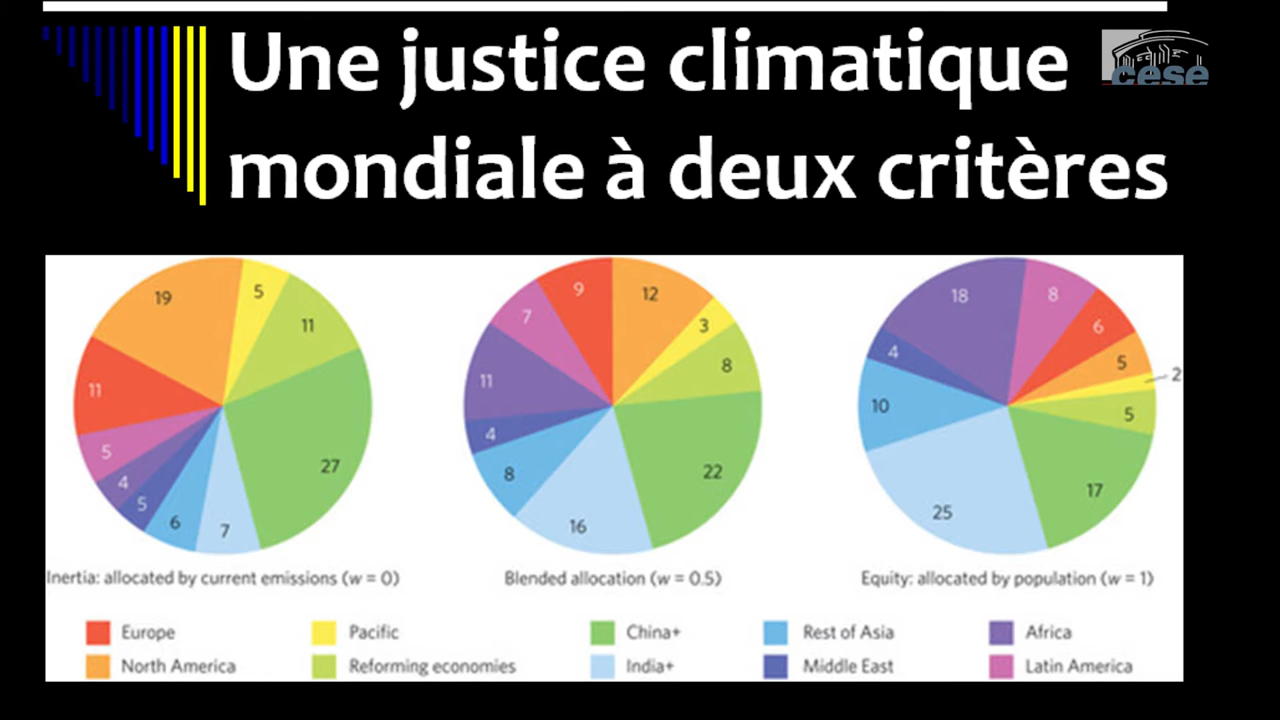 Une justice climatique
mondiale à deux critères
cese
19
5
11
11
27
5
4
5
6
7
Inertia: allocated by current emissions (w = 0)
9
12
7
3
8
11
4
22
8
16
Blended allocation (w = 0.5)
18
8
6
5
2
4
10
5
17
25
Equity: allocated by population (w = 1)
Europe
Pacific
China+
Rest of Asia
Africa
North America
Reforming economies
India+
Middle East
Latin America